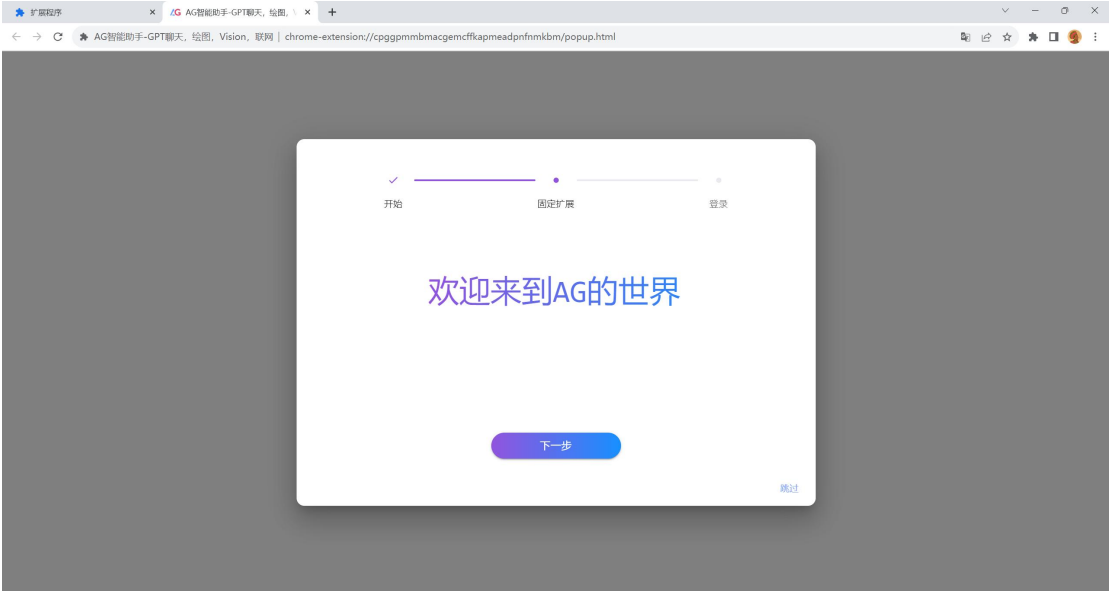 扩展程序
AG智能助手-GPT聊天，绘图，\
AG智能助手-GPT聊天，绘图，Vision，联网 | chrome-extension://cpggpmmbmacgemcffkapmeadpnfnmkbm/popup.html
开始 固定扩展 登录
欢迎来到AG的世界
下一步
跳过